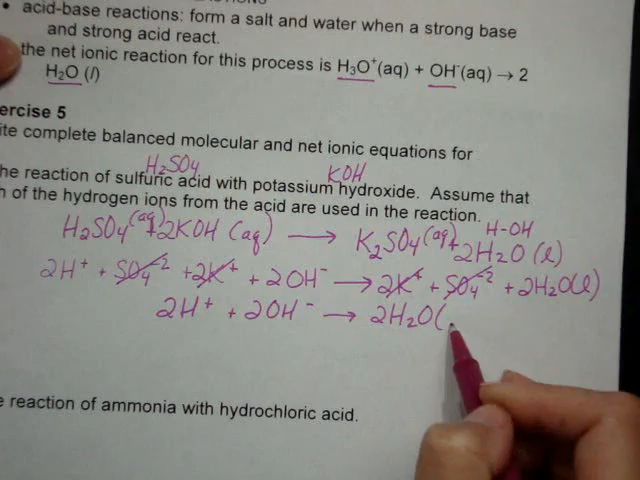 • acid-base reactions: form a salt and water when a strong base
and strong acid react.
the net ionic reaction for this process is H₃O⁺(aq) + OH⁻(aq) → 2
H₂O (l)
ercise 5
ite complete balanced molecular and net ionic equations for
H₂SO₄ KOH
he reaction of sulfuric acid with potassium hydroxide. Assume that
h of the hydrogen ions from the acid are used in the reaction.
H-OH
H₂SO₄(aq) + 2KOH (aq) → K₂SO₄(aq) + 2H₂O (l)
2H⁺ + SO₄⁻² + 2K⁺ + 2OH⁻ → 2K⁺ + SO₄⁻² + 2H₂O(l)
2H⁺ + 2OH⁻ → 2H₂O(
e reaction of ammonia with hydrochloric acid.